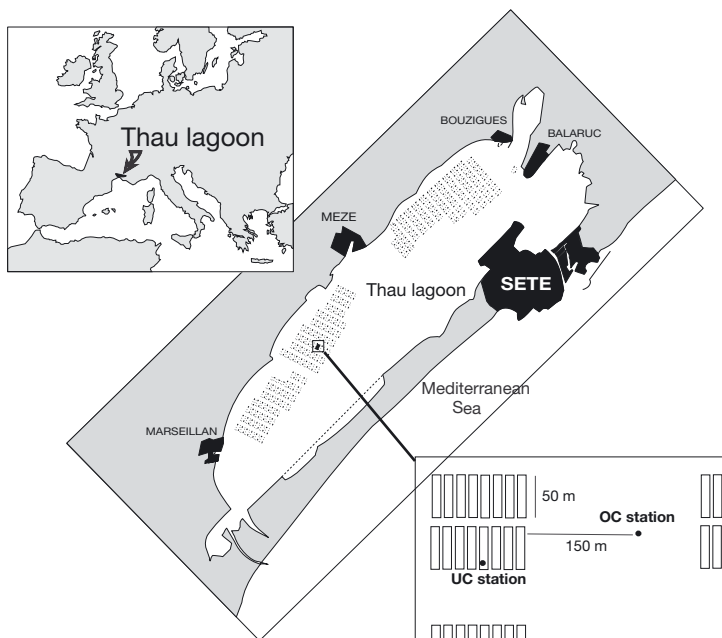 Thau lagoon
BOUZIGUES
BALARUC
MEZE
Thau lagoon
SETE
Mediterranean
Sea
MARSEILLAN
50 m
OC station
150 m
UC station